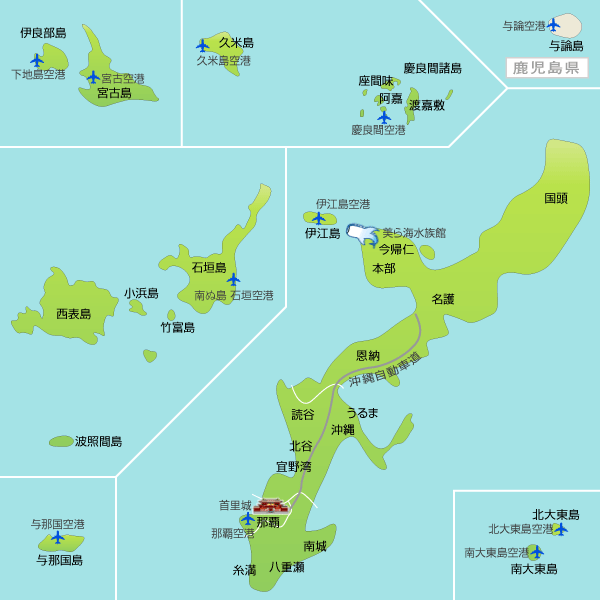 伊良部島
下地島空港
宮古空港
宮古島
久米島
久米島空港
慶良間諸島
座間味
阿嘉
渡嘉敷
慶良間空港
与論空港
与論島
鹿児島県
国頭
伊江島空港
伊江島
美ら海水族館
今帰仁
本部
名護
石垣島
南ぬ島 石垣空港
小浜島
西表島
竹富島
波照間島
恩納
沖縄自動車道
読谷
うるま
沖縄
北谷
宜野湾
首里城
那覇
那覇空港
南城
糸満
八重瀬
与那国空港
与那国島
北大東島
北大東島空港
南大東島空港
南大東島